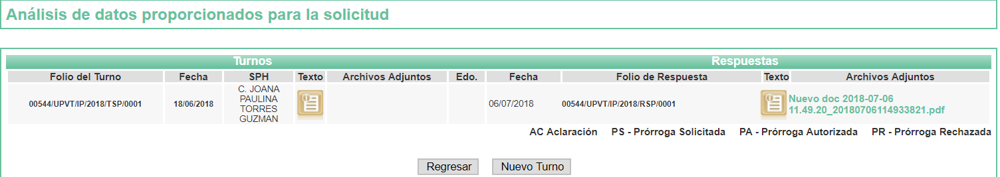 Análisis de datos proporcionados para la solicitud
Turnos Respuestas
Folio del Turno Fecha SPH Texto Archivos Adjuntos Edo. Fecha Folio de Respuesta Texto Archivos Adjuntos
00544/UPVT/IP/2018/TSP/0001 18/06/2018 C. JOANA
PAULINA
TORRES
GUZMAN
06/07/2018 00544/UPVT/IP/2018/RSP/0001 Nuevo doc 2018-07-06
11.49.20_20180706114933821.pdf
AC Aclaración PS - Prórroga Solicitada PA - Prórroga Autorizada PR - Prórroga Rechazada
Regresar Nuevo Turno